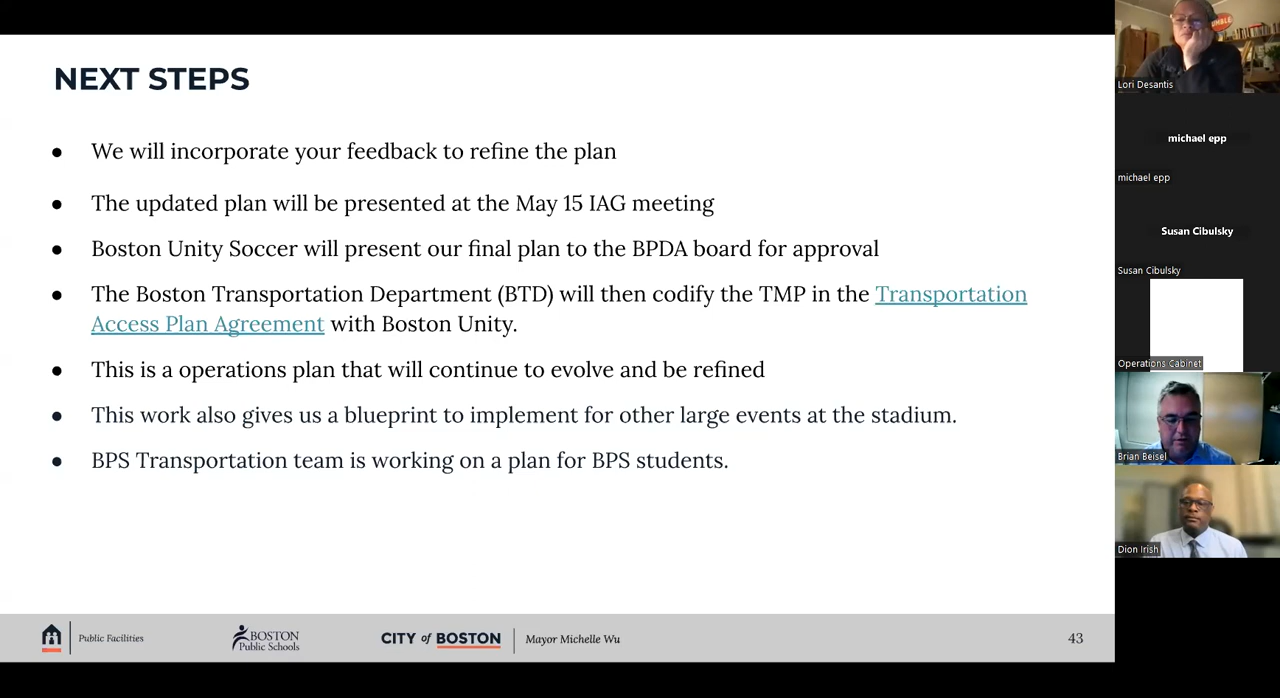 NEXT STEPS
● We will incorporate your feedback to refine the plan
● The updated plan will be presented at the May 15 IAG meeting
● Boston Unity Soccer will present our final plan to the BPDA board for approval
● The Boston Transportation Department (BTD) will then codify the TMP in the Transportation
Access Plan Agreement with Boston Unity.
● This is a operations plan that will continue to evolve and be refined
● This work also gives us a blueprint to implement for other large events at the stadium.
● BPS Transportation team is working on a plan for BPS students.
Public Facilities
BOSTON
Public Schools
CITY of BOSTON
Mayor Michelle Wu
43
Lori Desantis
michael epp
michael epp
Susan Cibulsky
Susan Cibulsky
Operations Cabinet
Brian Beisel
Dion Irish